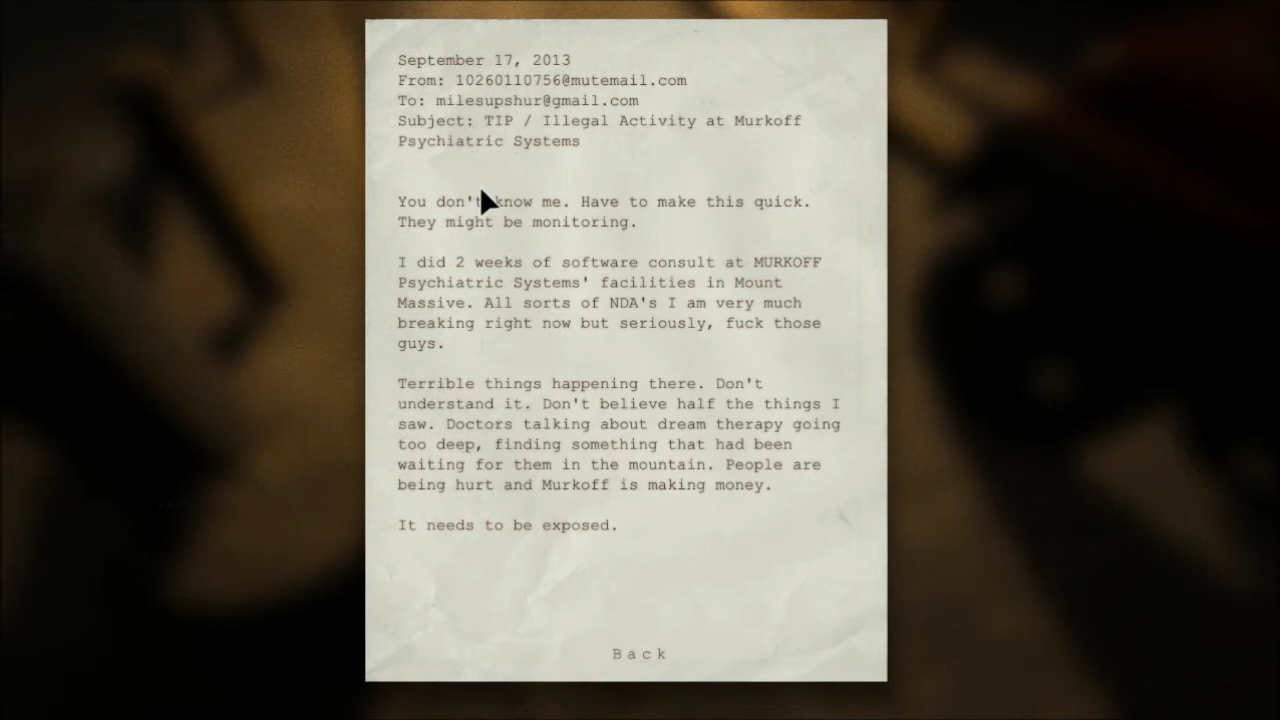 September 17, 2013
From: 10260110756@mutemail.com
To: milesupshur@gmail.com
Subject: TIP / Illegal Activity at Murkoff
Psychiatric Systems
You don't know me. Have to make this quick.
They might be monitoring.
I did 2 weeks of software consult at MURKOFF
Psychiatric Systems' facilities in Mount
Massive. All sorts of NDA's I am very much
breaking right now but seriously, fuck those
guys.
Terrible things happening there. Don't
understand it. Don't believe half the things I
saw. Doctors talking about dream therapy going
too deep, finding something that had been
waiting for them in the mountain. People are
being hurt and Murkoff is making money.
It needs to be exposed.
Back